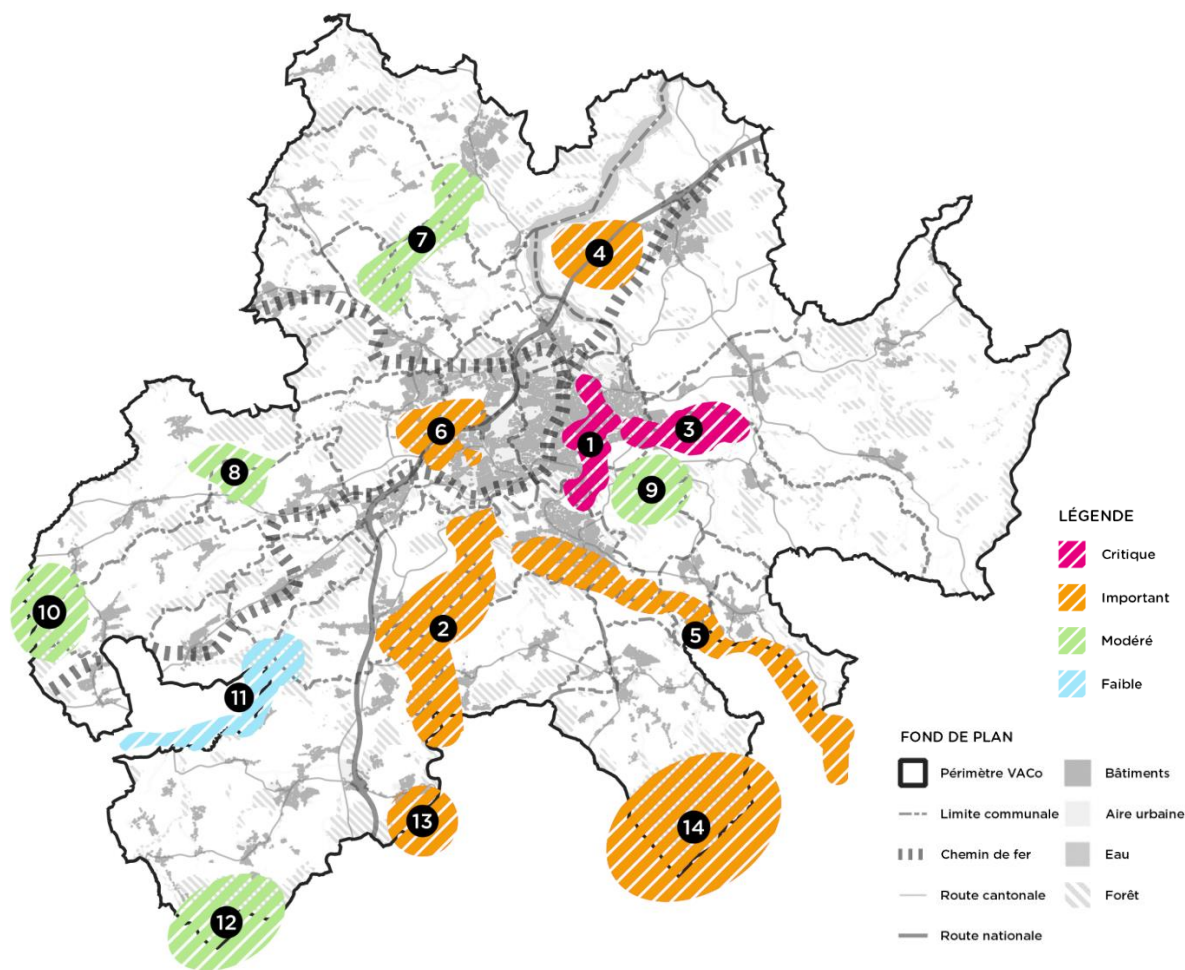 7
4
6
1
3
8
9
10
2
5
11
13
14
12
LÉGENDE
Critique
Important
Modéré
Faible
FOND DE PLAN
Périmètre VACo
Bâtiments
Limite communale
Aire urbaine
Chemin de fer
Eau
Route cantonale
Forêt
Route nationale